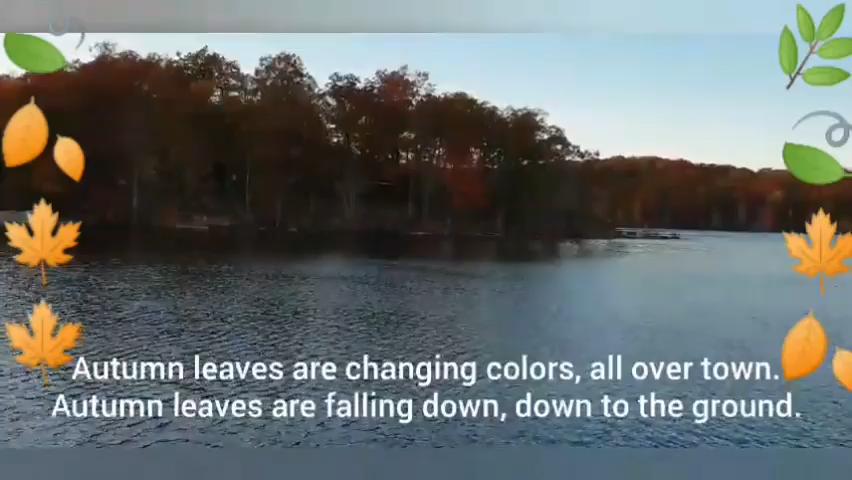 Autumn leaves are changing colors, all over town.
Autumn leaves are falling down, down to the ground.